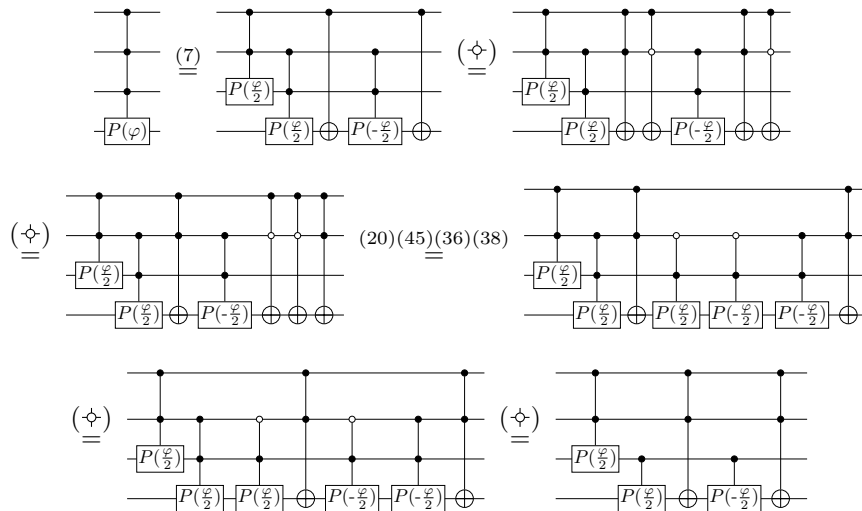 (7) = P(φ/2) (-◇-) = P(φ/2)
P(φ) P(φ/2) P(-φ/2) P(φ/2) P(-φ/2)
(-◇-) = P(φ/2) (20)(45)(36)(38) = P(φ/2)
P(φ/2) P(-φ/2) P(φ/2) P(φ/2) P(-φ/2) P(-φ/2)
(-◇-) = P(φ/2) (-◇-) = P(φ/2)
P(φ/2) P(φ/2) P(-φ/2) P(-φ/2) P(φ/2) P(-φ/2)